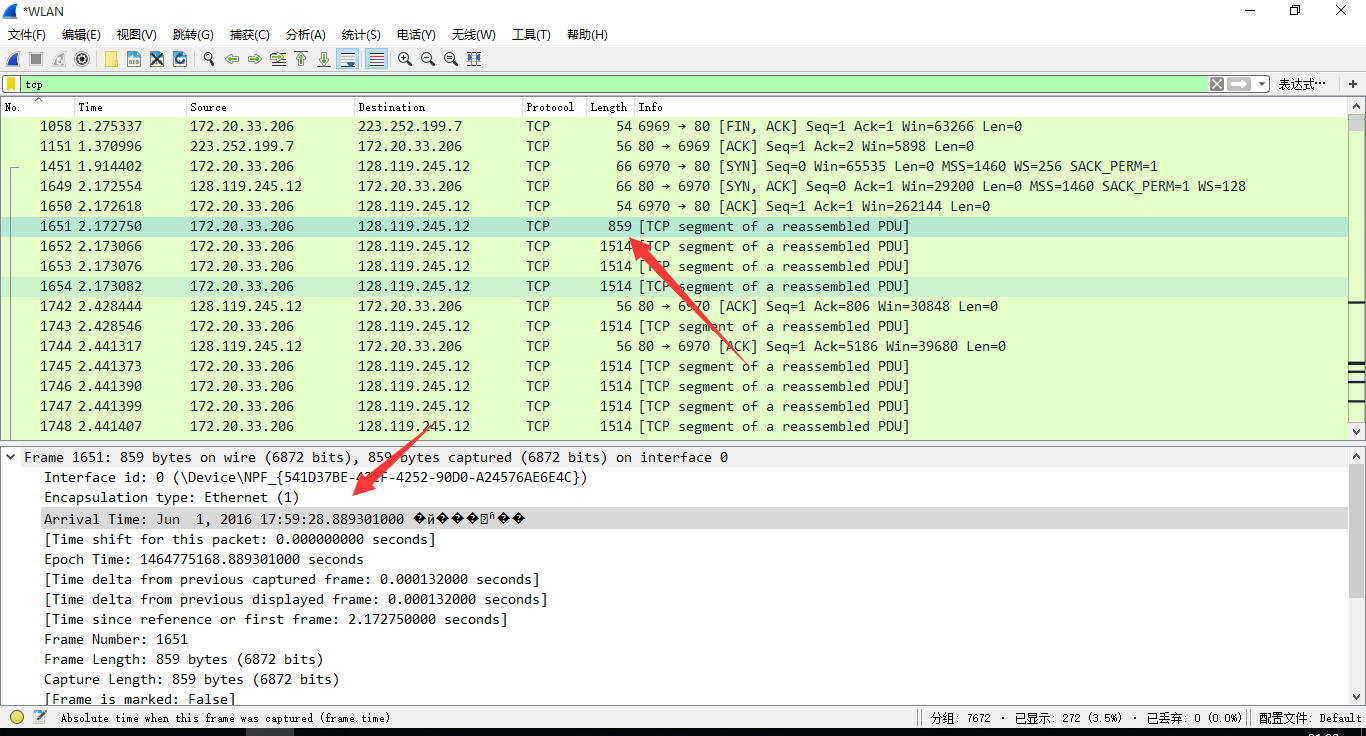 *WLAN
文件(F) 编辑(E) 视图(V) 跳转(G) 捕获(C) 分析(A) 统计(S) 电话(Y) 无线(W) 工具(T) 帮助(H)
tcp 表达式… +
No. Time Source Destination Protocol Length Info
1058 1.275337 172.20.33.206 223.252.199.7 TCP 54 6969 → 80 [FIN, ACK] Seq=1 Ack=1 Win=63266 Len=0
1151 1.370996 223.252.199.7 172.20.33.206 TCP 56 80 → 6969 [ACK] Seq=1 Ack=2 Win=5898 Len=0
1451 1.914402 172.20.33.206 128.119.245.12 TCP 66 6970 → 80 [SYN] Seq=0 Win=65535 Len=0 MSS=1460 WS=256 SACK_PERM=1
1649 2.172554 128.119.245.12 172.20.33.206 TCP 66 80 → 6970 [SYN, ACK] Seq=0 Ack=1 Win=29200 Len=0 MSS=1460 SACK_PERM=1 WS=128
1650 2.172618 172.20.33.206 128.119.245.12 TCP 54 6970 → 80 [ACK] Seq=1 Ack=1 Win=262144 Len=0
1651 2.172750 172.20.33.206 128.119.245.12 TCP 859 [TCP segment of a reassembled PDU]
1652 2.173066 172.20.33.206 128.119.245.12 TCP 1514 [TCP segment of a reassembled PDU]
1653 2.173076 172.20.33.206 128.119.245.12 TCP 1514 [TCP segment of a reassembled PDU]
1654 2.173082 172.20.33.206 128.119.245.12 TCP 1514 [TCP segment of a reassembled PDU]
1742 2.428444 128.119.245.12 172.20.33.206 TCP 56 80 → 6970 [ACK] Seq=1 Ack=806 Win=30848 Len=0
1743 2.428546 172.20.33.206 128.119.245.12 TCP 1514 [TCP segment of a reassembled PDU]
1744 2.441317 128.119.245.12 172.20.33.206 TCP 56 80 → 6970 [ACK] Seq=1 Ack=5186 Win=39680 Len=0
1745 2.441373 172.20.33.206 128.119.245.12 TCP 1514 [TCP segment of a reassembled PDU]
1746 2.441390 172.20.33.206 128.119.245.12 TCP 1514 [TCP segment of a reassembled PDU]
1747 2.441399 172.20.33.206 128.119.245.12 TCP 1514 [TCP segment of a reassembled PDU]
1748 2.441407 172.20.33.206 128.119.245.12 TCP 1514 [TCP segment of a reassembled PDU]
Frame 1651: 859 bytes on wire (6872 bits), 859 bytes captured (6872 bits) on interface 0
Interface id: 0
Encapsulation type: Ethernet (1)
Arrival Time: Jun 1, 2016 17:59:28.889301000
[Time shift for this packet: 0.000000000 seconds]
Epoch Time: 1464775168.889301000 seconds
[Time delta from previous captured frame: 0.000132000 seconds]
[Time delta from previous displayed frame: 0.000132000 seconds]
[Time since reference or first frame: 2.172750000 seconds]
Frame Number: 1651
Frame Length: 859 bytes (6872 bits)
Capture Length: 859 bytes (6872 bits)
[Frame is marked: False]
Absolute time when this frame was captured (frame.time) 分组: 7672 · 已显示: 272 (3.5%) · 已丢弃: 0 (0.0%) 配置文件: Default